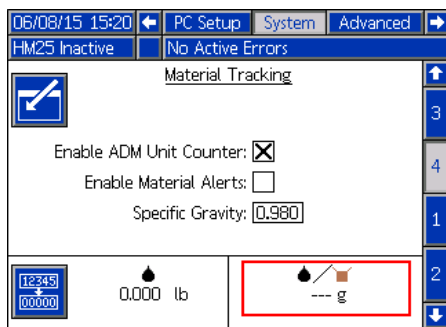 06/08/15 15:20 PC Setup System Advanced
HM25 Inactive No Active Errors
Material Tracking
3
Enable ADM Unit Counter:
4
Enable Material Alerts:
Specific Gravity: 0.980
1
12345
00000
0.000 lb
--- g
2